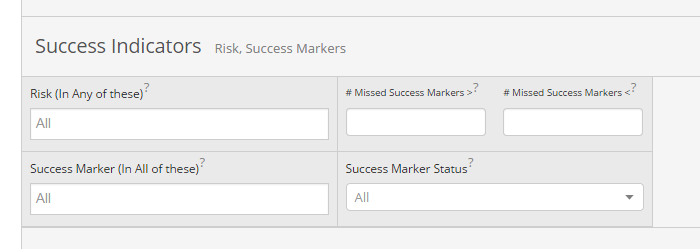 Success Indicators Risk, Success Markers
Risk (In Any of these)?
# Missed Success Markers >?
# Missed Success Markers <?
All
Success Marker (In All of these)?
Success Marker Status?
All
All